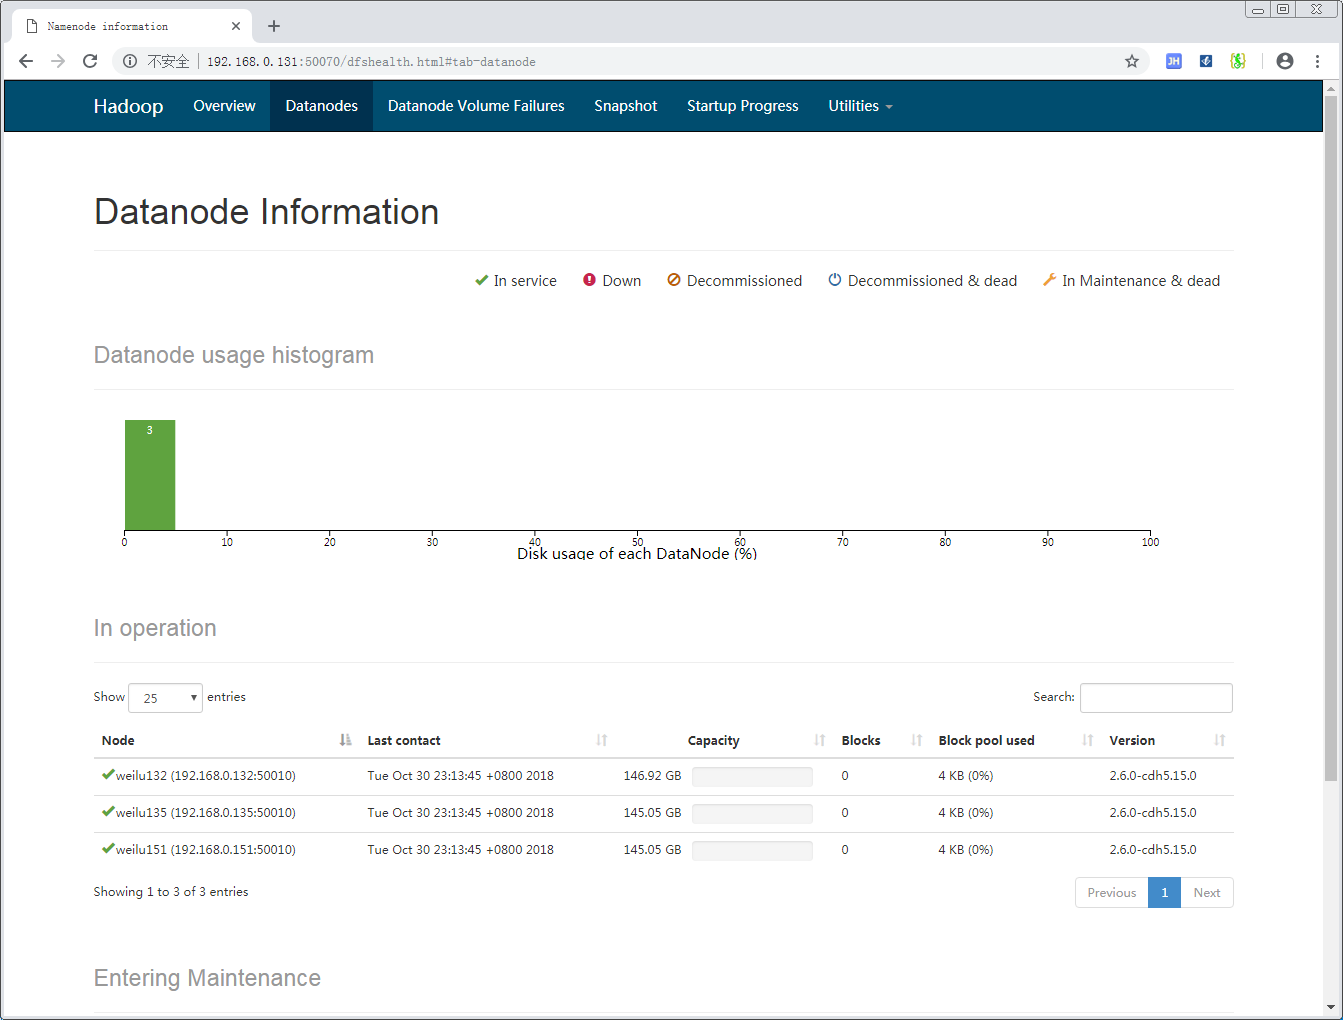 Namenode information
不安全 192.168.0.131:50070/dfshealth.html#tab=datanode
JH
Hadoop Overview Datanodes Datanode Volume Failures Snapshot Startup Progress Utilities
Datanode Information
In service Down Decommissioned Decommissioned & dead In Maintenance & dead
Datanode usage histogram
3
0 10 20 30 40 50 60 70 80 90 100
Disk usage of each DataNode (%)
In operation
Show 25 entries Search:
Node Last contact Capacity Blocks Block pool used Version
weilu132 (192.168.0.132:50010) Tue Oct 30 23:13:45 +0800 2018 146.92 GB 0 4 KB (0%) 2.6.0-cdh5.15.0
weilu135 (192.168.0.135:50010) Tue Oct 30 23:13:45 +0800 2018 145.05 GB 0 4 KB (0%) 2.6.0-cdh5.15.0
weilu151 (192.168.0.151:50010) Tue Oct 30 23:13:45 +0800 2018 145.05 GB 0 4 KB (0%) 2.6.0-cdh5.15.0
Showing 1 to 3 of 3 entries Previous 1 Next
Entering Maintenance